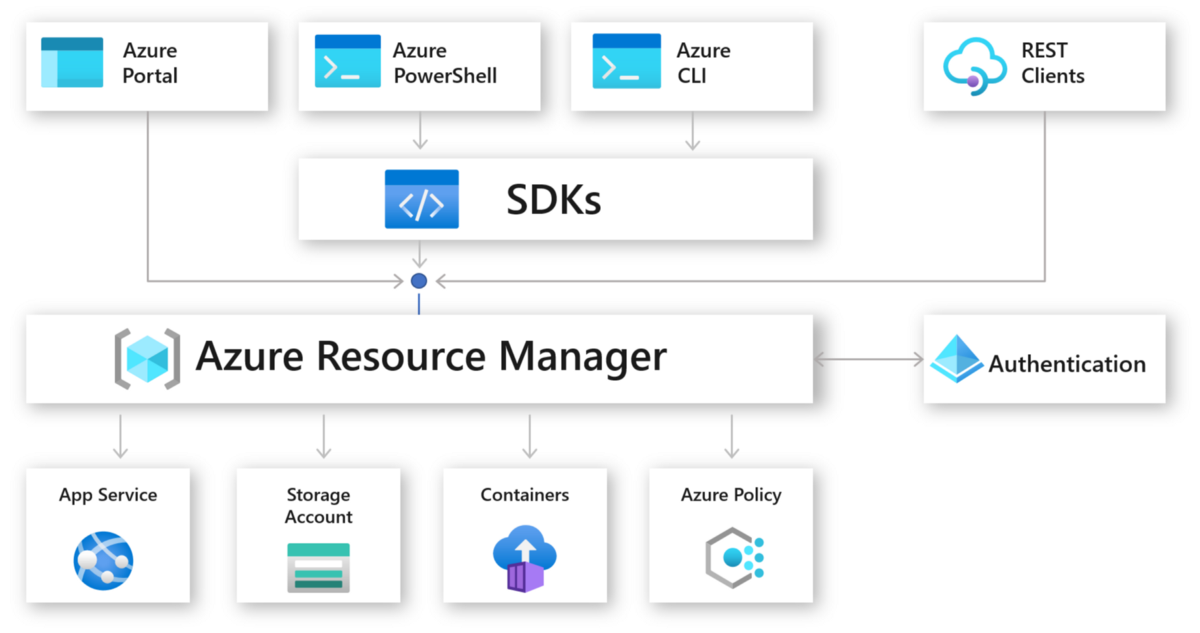 Azure
Portal
Azure
PowerShell
Azure
CLI
REST
Clients
SDKs
Azure Resource Manager
Authentication
App Service
Storage
Account
Containers
Azure Policy